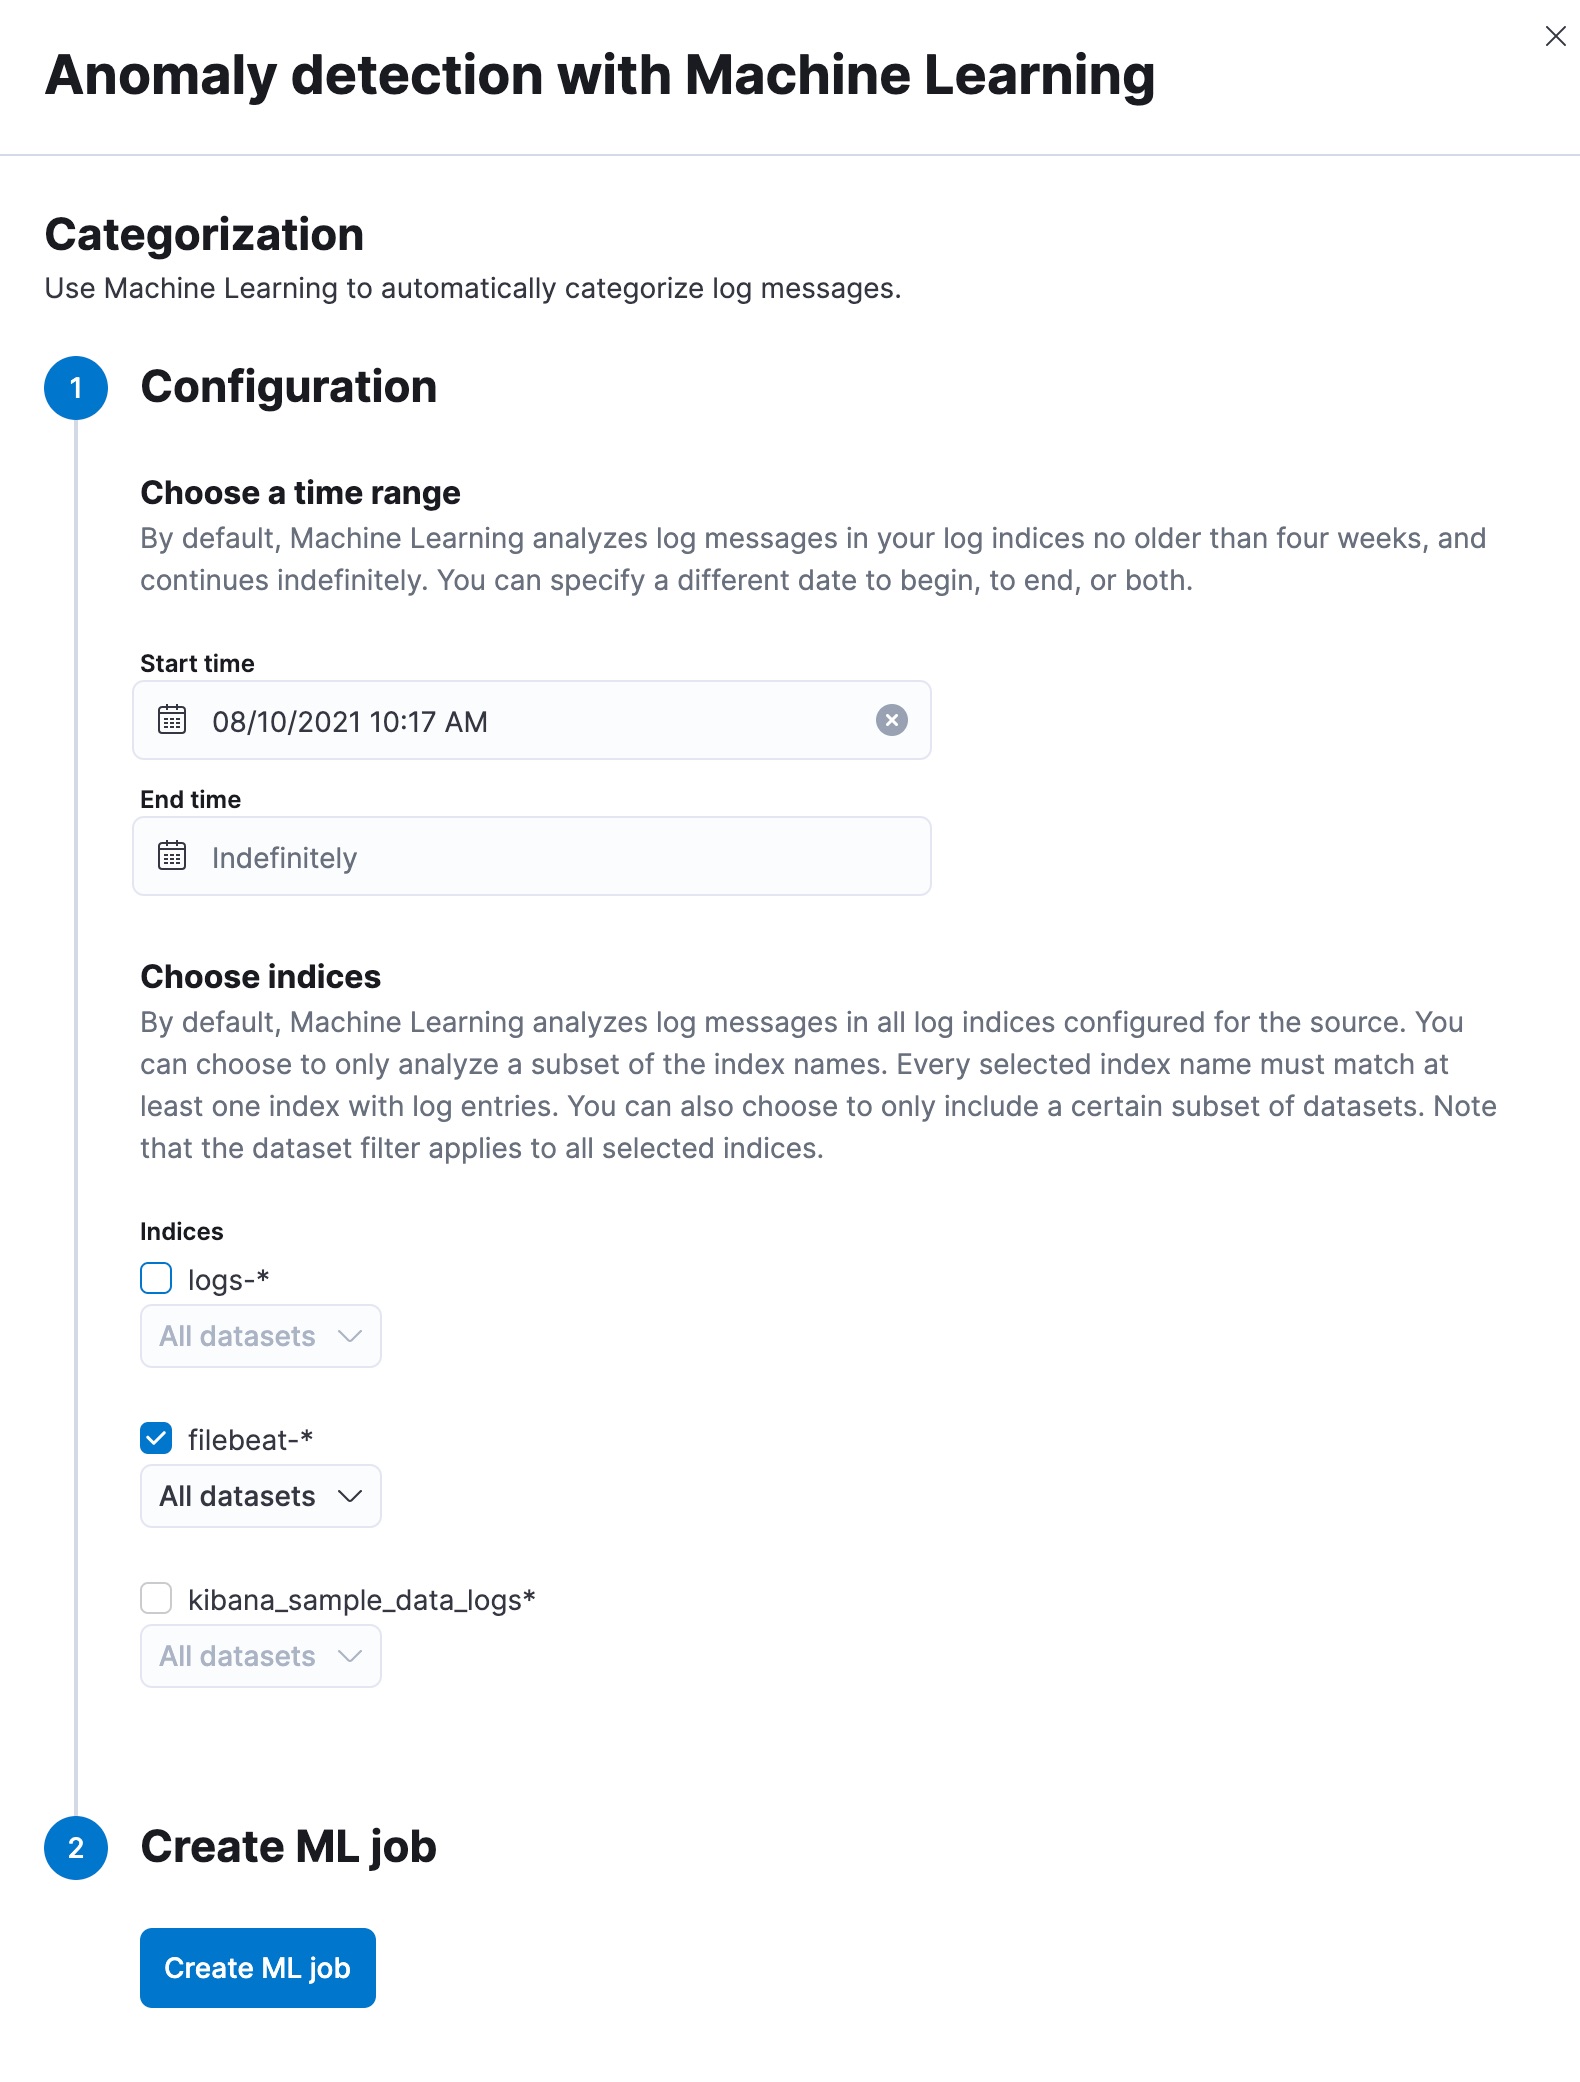 Anomaly detection with Machine Learning
Categorization
Use Machine Learning to automatically categorize log messages.
1 Configuration
Choose a time range
By default, Machine Learning analyzes log messages in your log indices no older than four weeks, and
continues indefinitely. You can specify a different date to begin, to end, or both.
Start time
08/10/2021 10:17 AM
End time
Indefinitely
Choose indices
By default, Machine Learning analyzes log messages in all log indices configured for the source. You
can choose to only analyze a subset of the index names. Every selected index name must match at
least one index with log entries. You can also choose to only include a certain subset of datasets. Note
that the dataset filter applies to all selected indices.
Indices
logs-*
All datasets
filebeat-*
All datasets
kibana_sample_data_logs*
All datasets
2 Create ML job
Create ML job